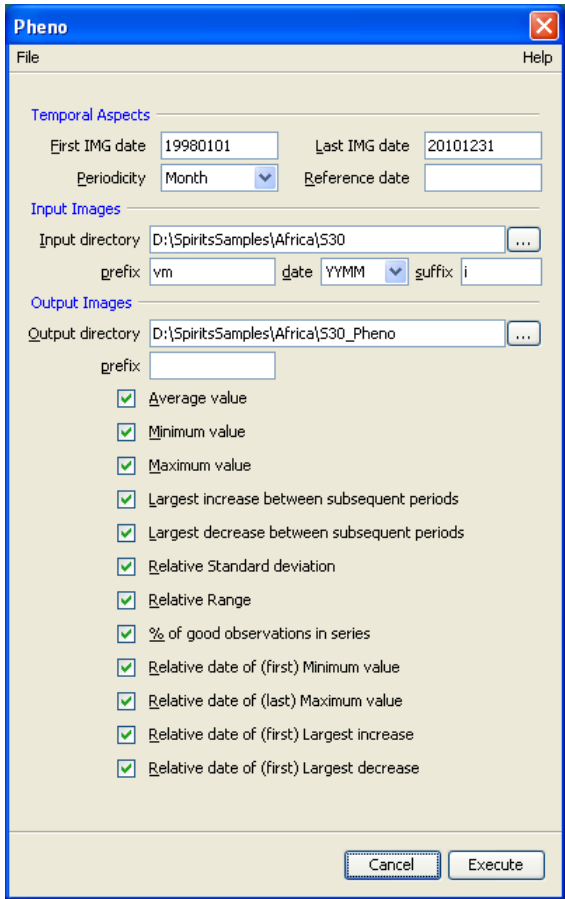 Pheno
File Help
Temporal Aspects
First IMG date 19980101 Last IMG date 20101231
Periodicity Month Reference date
Input Images
Input directory D:\SpiritsSamples\Africa\S30 ...
prefix vm date YYMM suffix i
Output Images
Output directory D:\SpiritsSamples\Africa\S30_Pheno ...
prefix
Average value
Minimum value
Maximum value
Largest increase between subsequent periods
Largest decrease between subsequent periods
Relative Standard deviation
Relative Range
% of good observations in series
Relative date of (first) Minimum value
Relative date of (last) Maximum value
Relative date of (first) Largest increase
Relative date of (first) Largest decrease
Cancel Execute